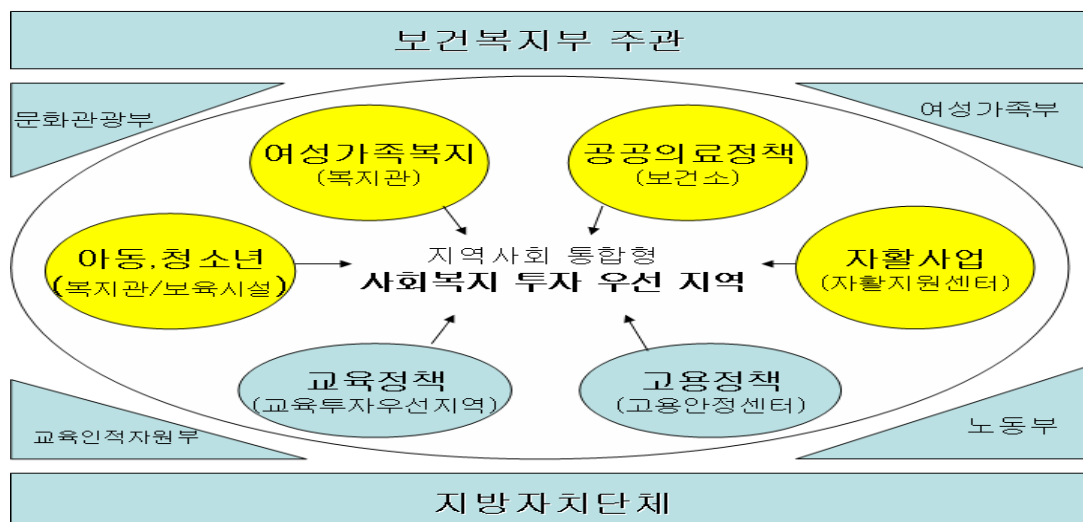 보건복지부 주관
문화관광부
여성가족부
여성가족복지
(복지관)
공공의료정책
(보건소)
아동,청소년
(복지관/보육시설)
지역사회 통합형
사회복지 투자 우선 지역
자활사업
(자활지원센터)
교육정책
(교육투자우선지역)
고용정책
(고용안정센터)
교육인적자원부
노동부
지방자치단체